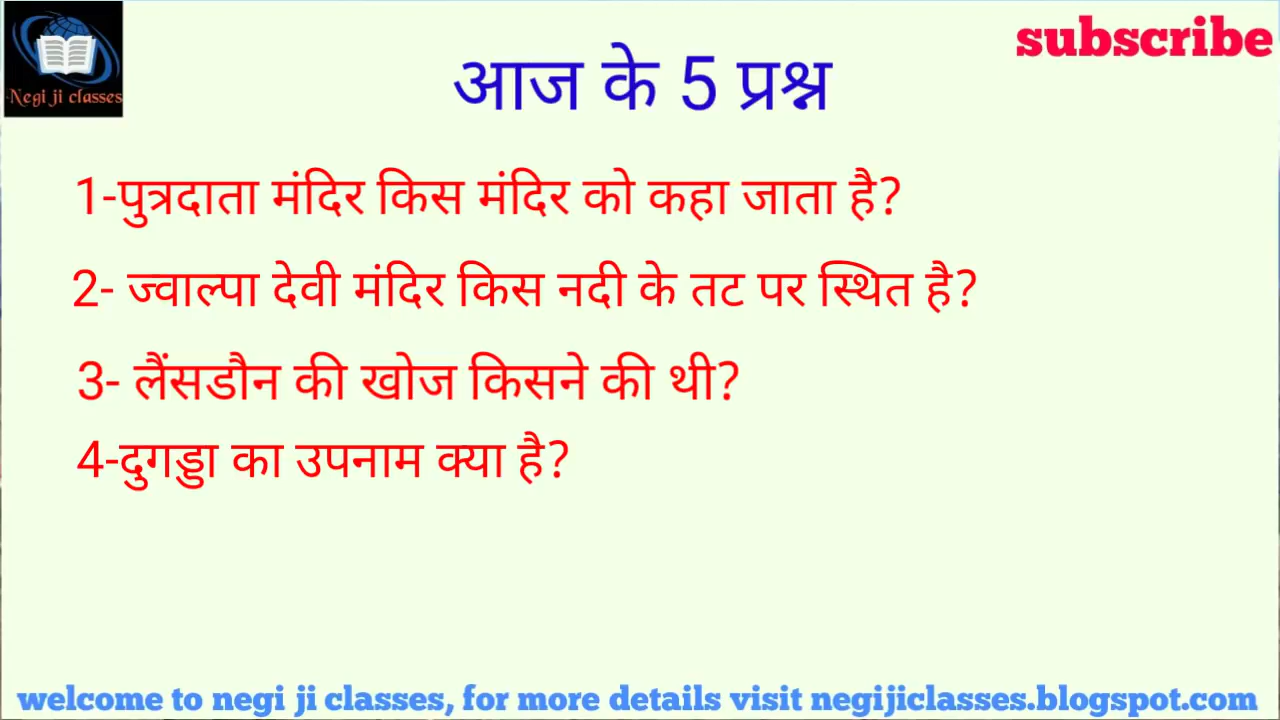 Negi ji classes
subscribe
आज के 5 प्रश्न
1-पुत्रदाता मंदिर किस मंदिर को कहा जाता है?
2- ज्वाल्पा देवी मंदिर किस नदी के तट पर स्थित है?
3- लैंसडौन की खोज किसने की थी?
4-दुगड्डा का उपनाम क्या है?
welcome to negi ji classes, for more details visit negijiclasses.blogspot.com